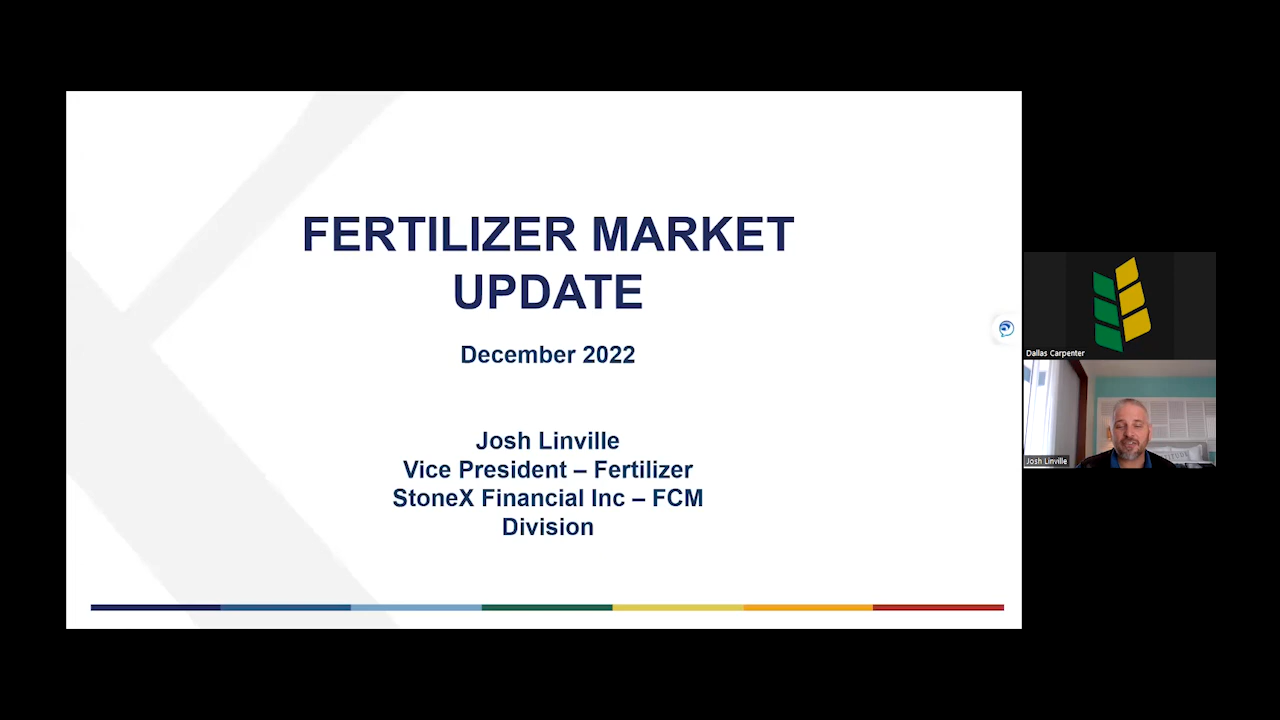 FERTILIZER MARKET
UPDATE
December 2022
Josh Linville
Vice President – Fertilizer
StoneX Financial Inc – FCM
Division
Dallas Carpenter
Josh Linville